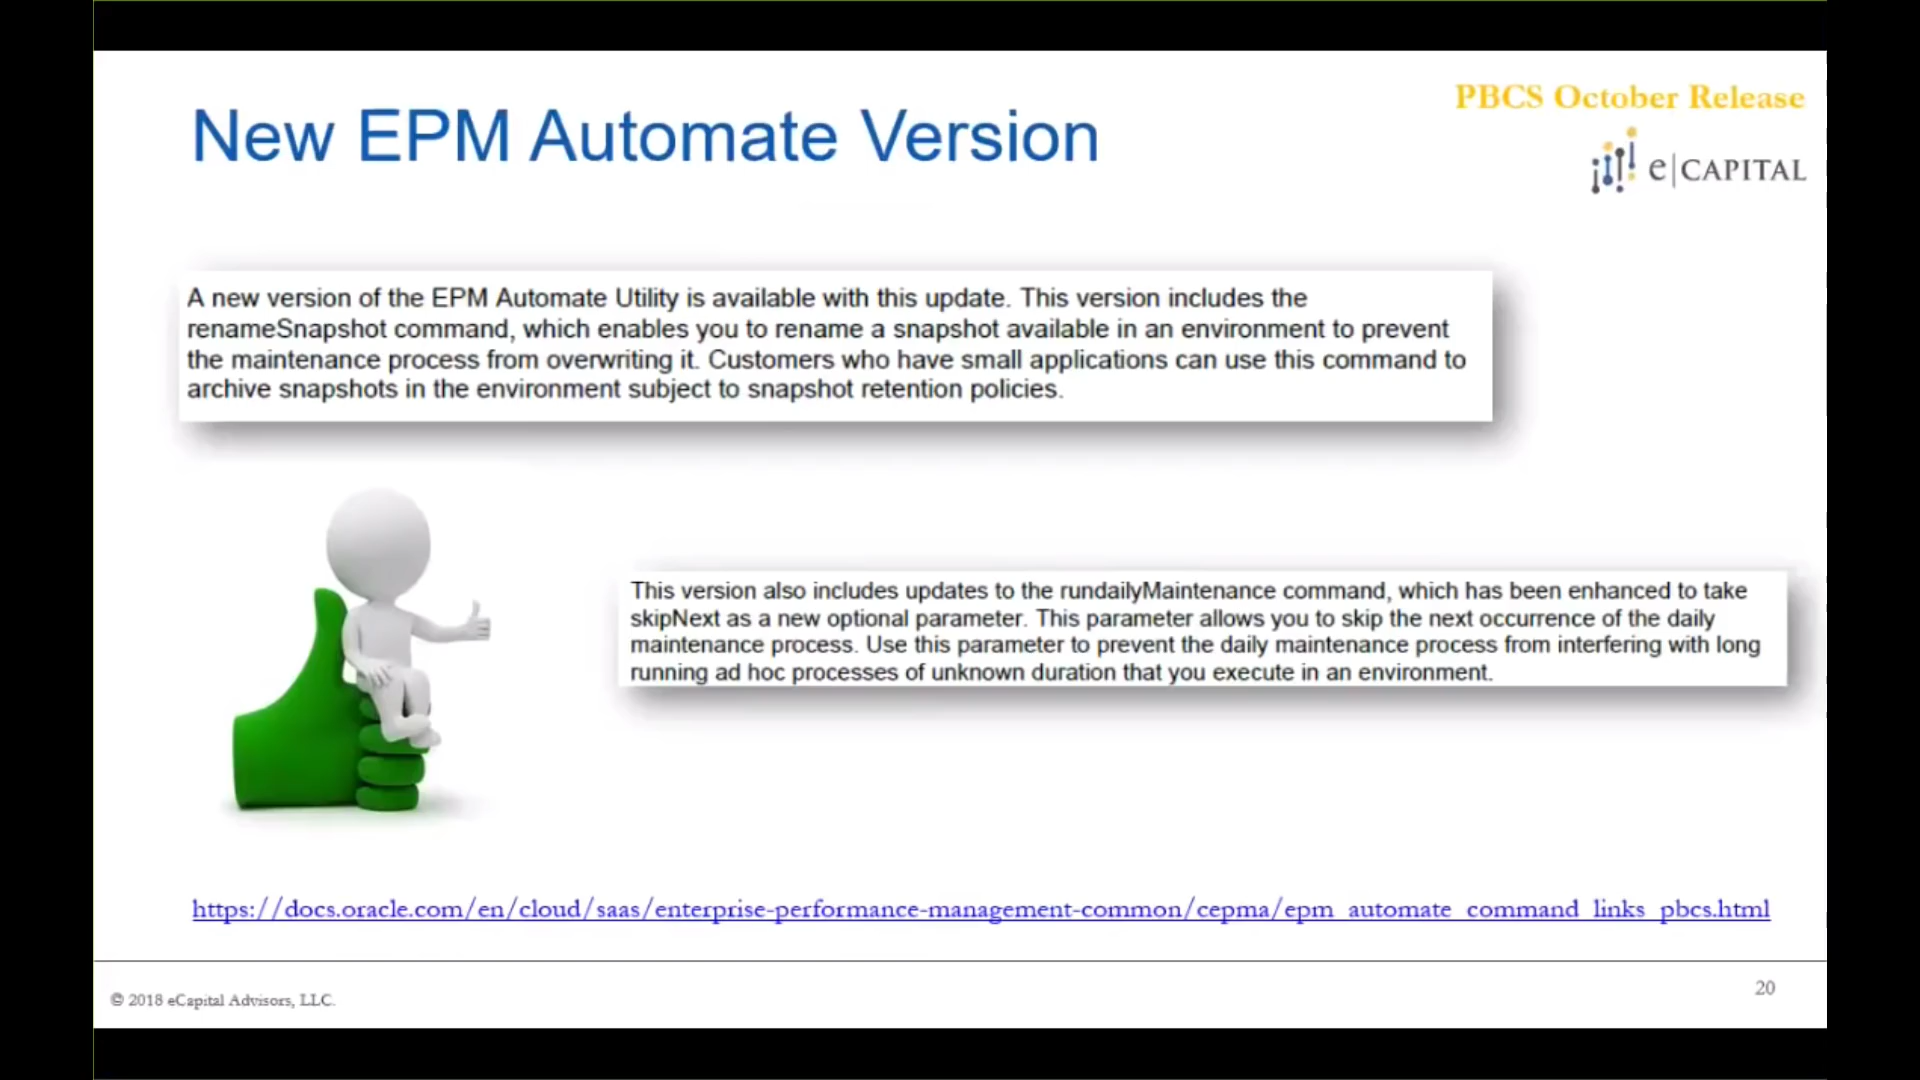 PBCS October Release
New EPM Automate Version
e|CAPITAL
A new version of the EPM Automate Utility is available with this update. This version includes the
renameSnapshot command, which enables you to rename a snapshot available in an environment to prevent
the maintenance process from overwriting it. Customers who have small applications can use this command to
archive snapshots in the environment subject to snapshot retention policies.
This version also includes updates to the rundailyMaintenance command, which has been enhanced to take
skipNext as a new optional parameter. This parameter allows you to skip the next occurrence of the daily
maintenance process. Use this parameter to prevent the daily maintenance process from interfering with long
running ad hoc processes of unknown duration that you execute in an environment.
https://docs.oracle.com/en/cloud/saas/enterprise-performance-management-common/cepma/epm_automate_command_links_pbcs.html
© 2018 eCapital Advisors, LLC.
20